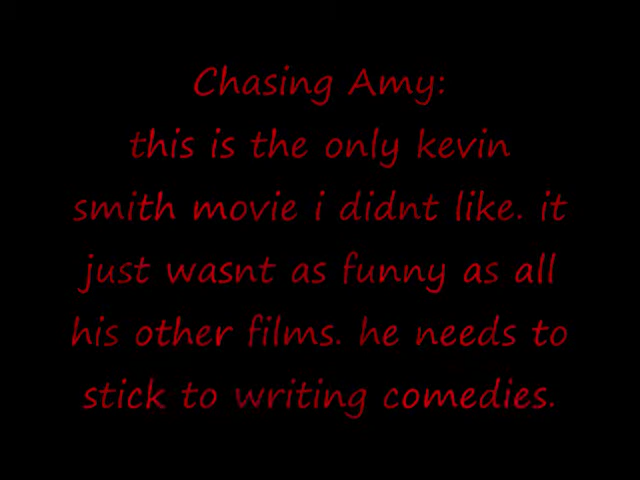 Chasing Amy:
this is the only kevin
smith movie i didnt like. it
just wasnt as funny as all
his other films. he needs to
stick to writing comedies.